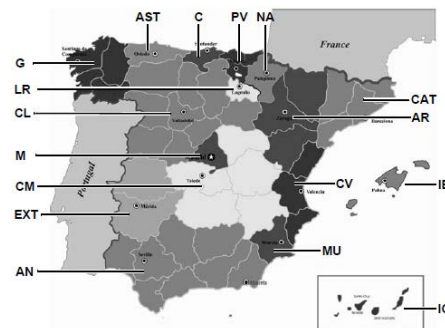 AST
C
PV
NA
G
LR
CL
M
CM
EXT
AN
CAT
AR
CV
IB
MU
IC
France
Portugal
Oviedo
Santander
Pamplona
Logroño
Valladolid
Zaragoza
Barcelona
Toledo
Valencia
Palma
Mérida
Murcia
Sevilla